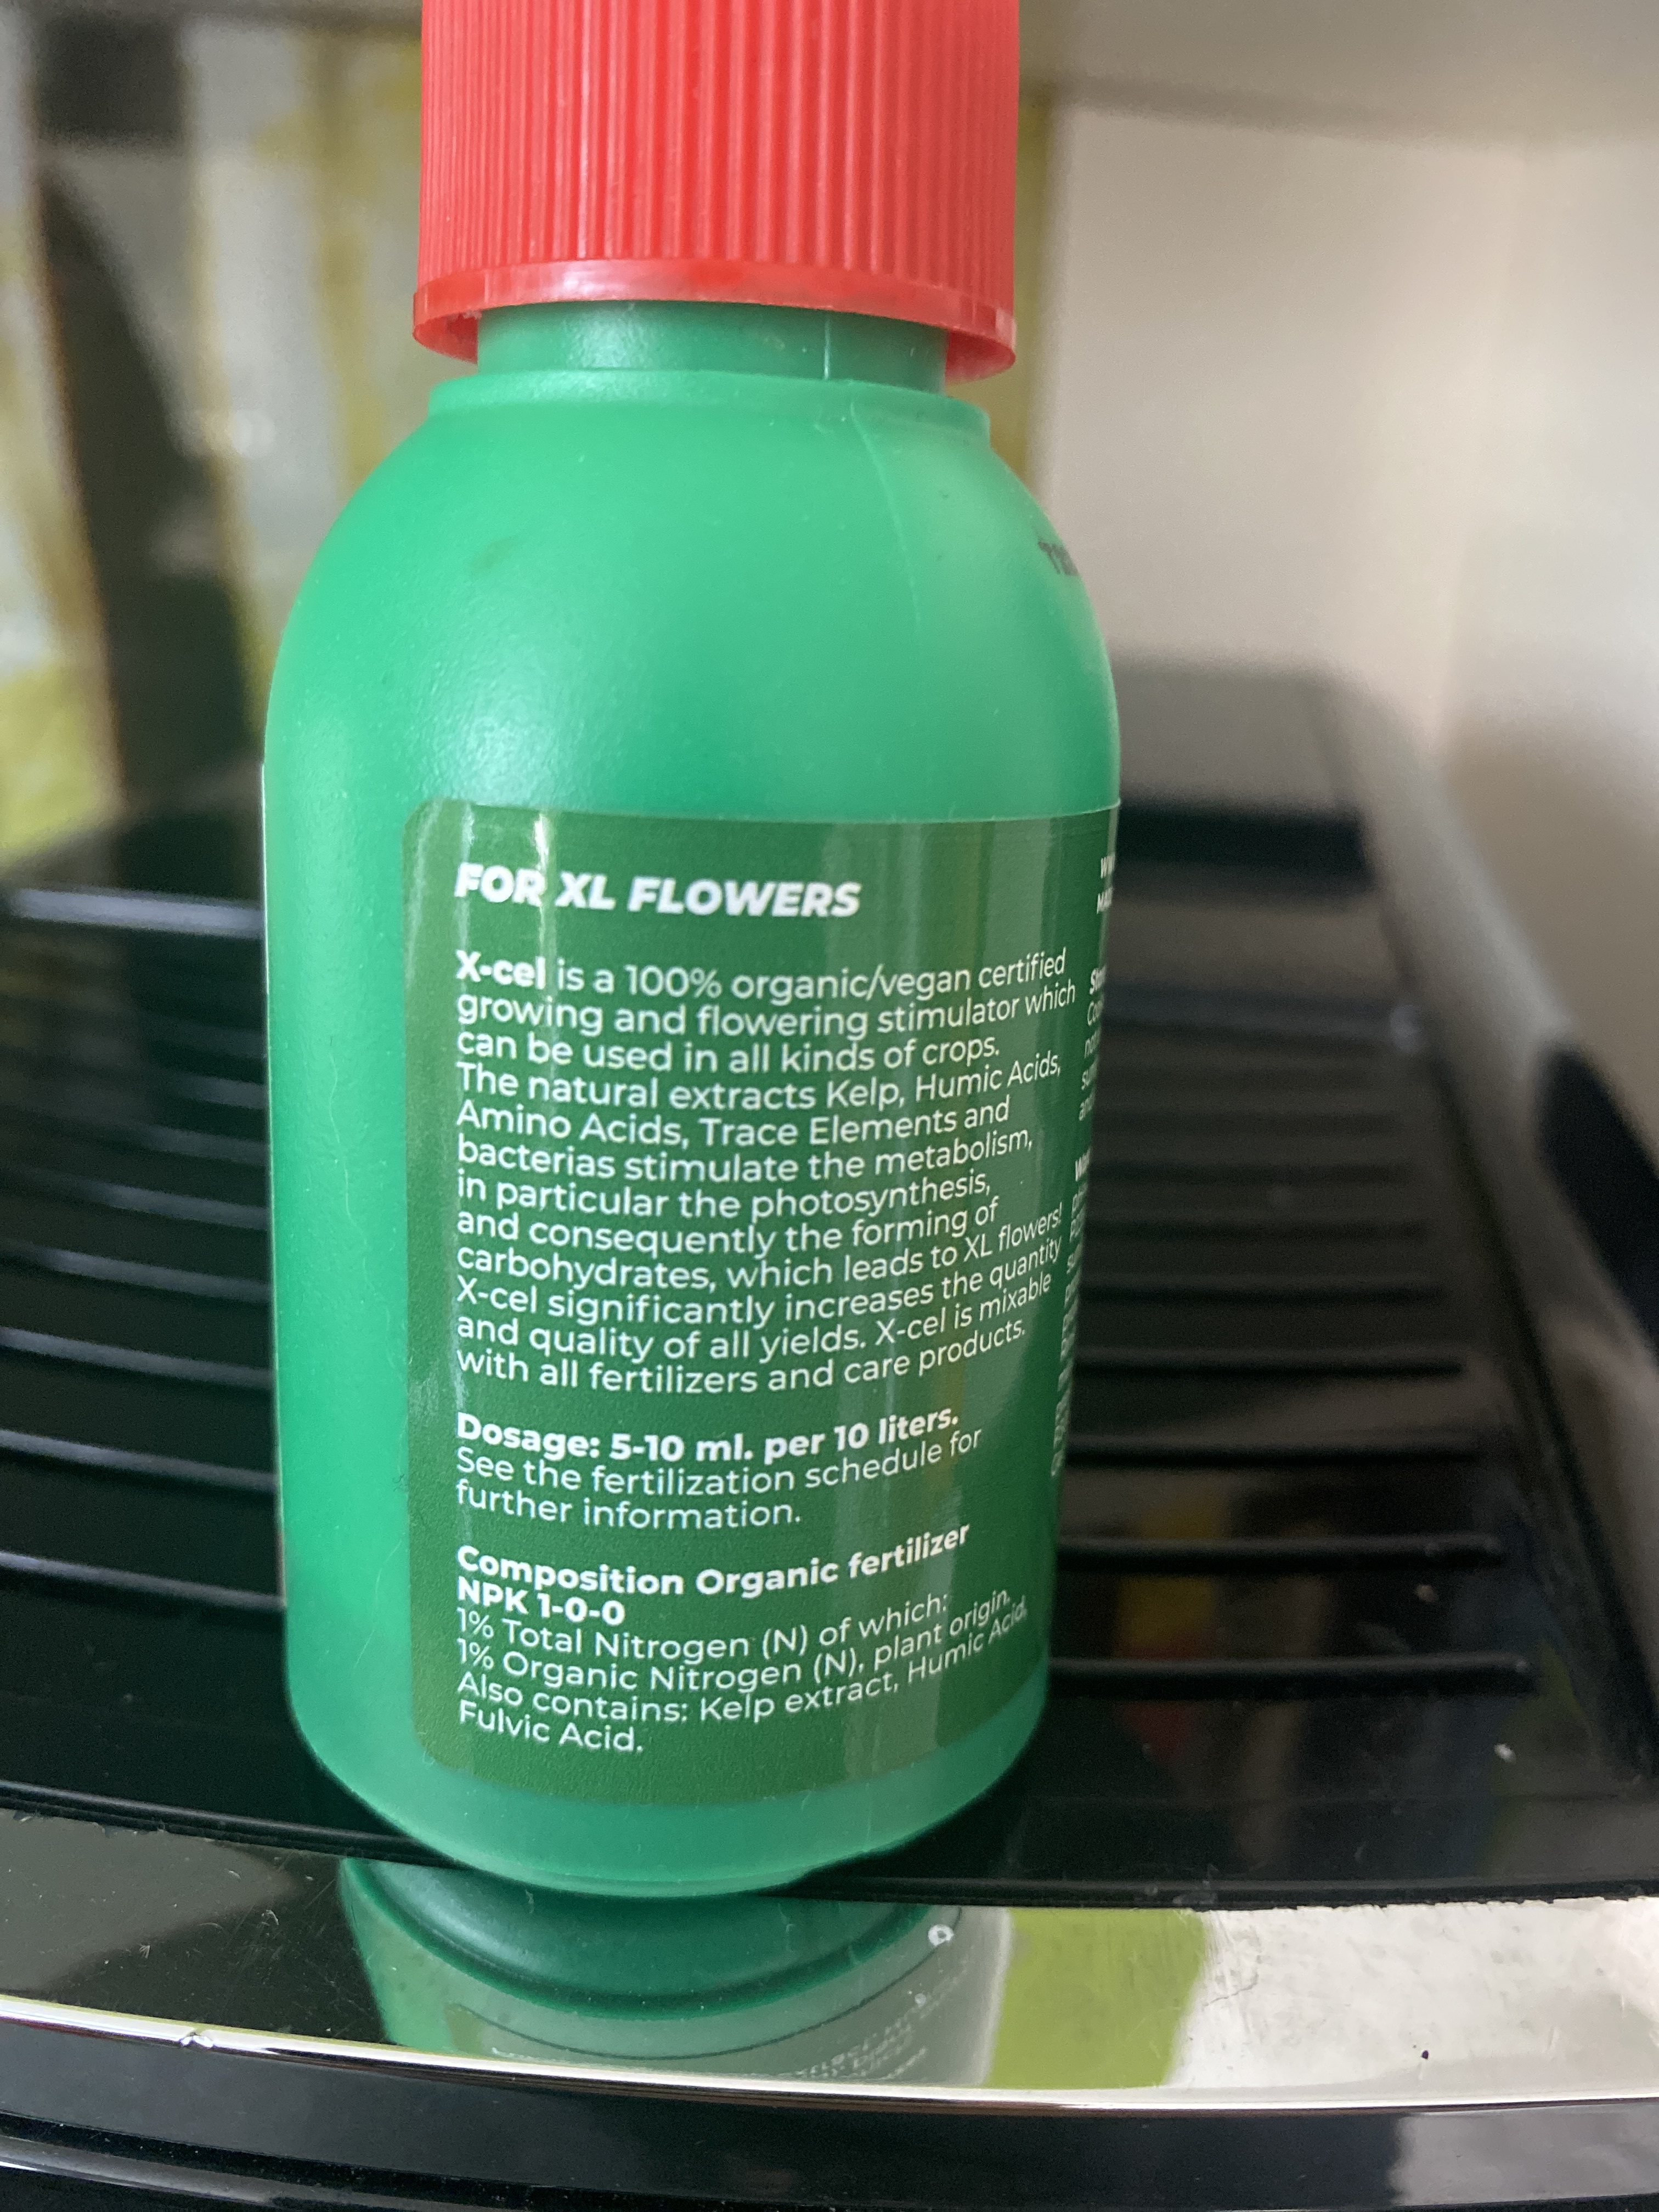 FOR XL FLOWERS
X-cel is a 100% organic/vegan certified
growing and flowering stimulator which
can be used in all kinds of crops.
The natural extracts Kelp, Humic Acids,
Amino Acids, Trace Elements and
bacterias stimulate the metabolism,
in particular the photosynthesis,
and consequently the forming of
carbohydrates, which leads to XL flowers!
X-cel significantly increases the quantity
and quality of all yields. X-cel is mixable
with all fertilizers and care products.
Dosage: 5-10 ml. per 10 liters.
See the fertilization schedule for
further information.
Composition Organic fertilizer
NPK 1-0-0
1% Total Nitrogen (N) of which:
1% Organic Nitrogen (N), plant origin.
Also contains: Kelp extract, Humic Acid,
Fulvic Acid.